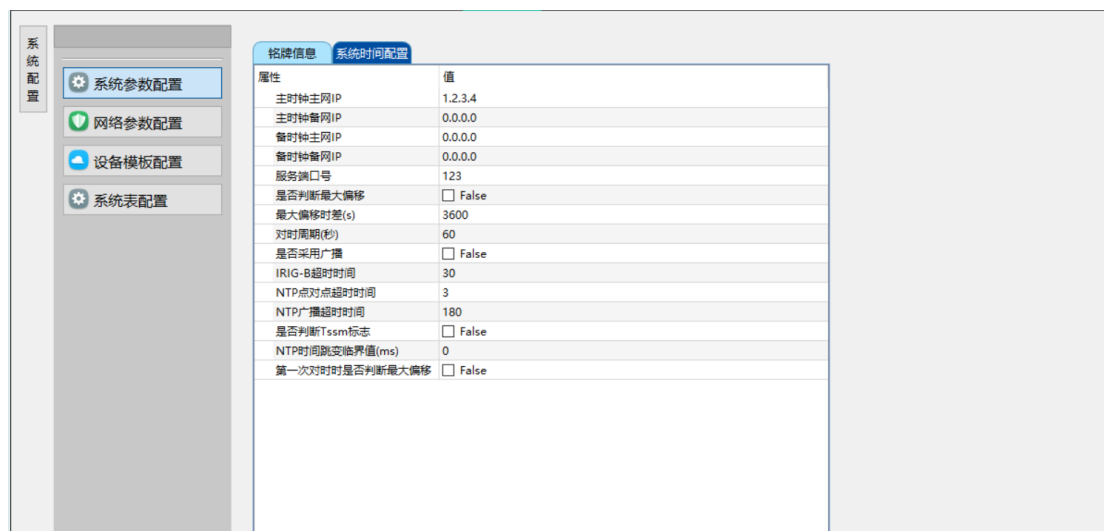 系统配置
系统参数配置
网络参数配置
设备模板配置
系统表配置
铭牌信息 系统时间配置
属性 值
主时钟主网IP 1.2.3.4
主时钟备网IP 0.0.0.0
备时钟主网IP 0.0.0.0
备时钟备网IP 0.0.0.0
服务端口号 123
是否判断最大偏移 False
最大偏移时差(s) 3600
对时周期(秒) 60
是否采用广播 False
IRIG-B超时时间 30
NTP点对点超时时间 3
NTP广播超时时间 180
是否判断Tssm标志 False
NTP时间跳变临界值(ms) 0
第一次对时时是否判断最大偏移 False